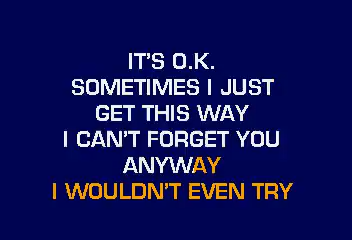 IT'S O.K.
SOMETIMES I JUST
GET THIS WAY
I CAN'T FORGET YOU
ANYWAY
I WOULDN'T EVEN TRY